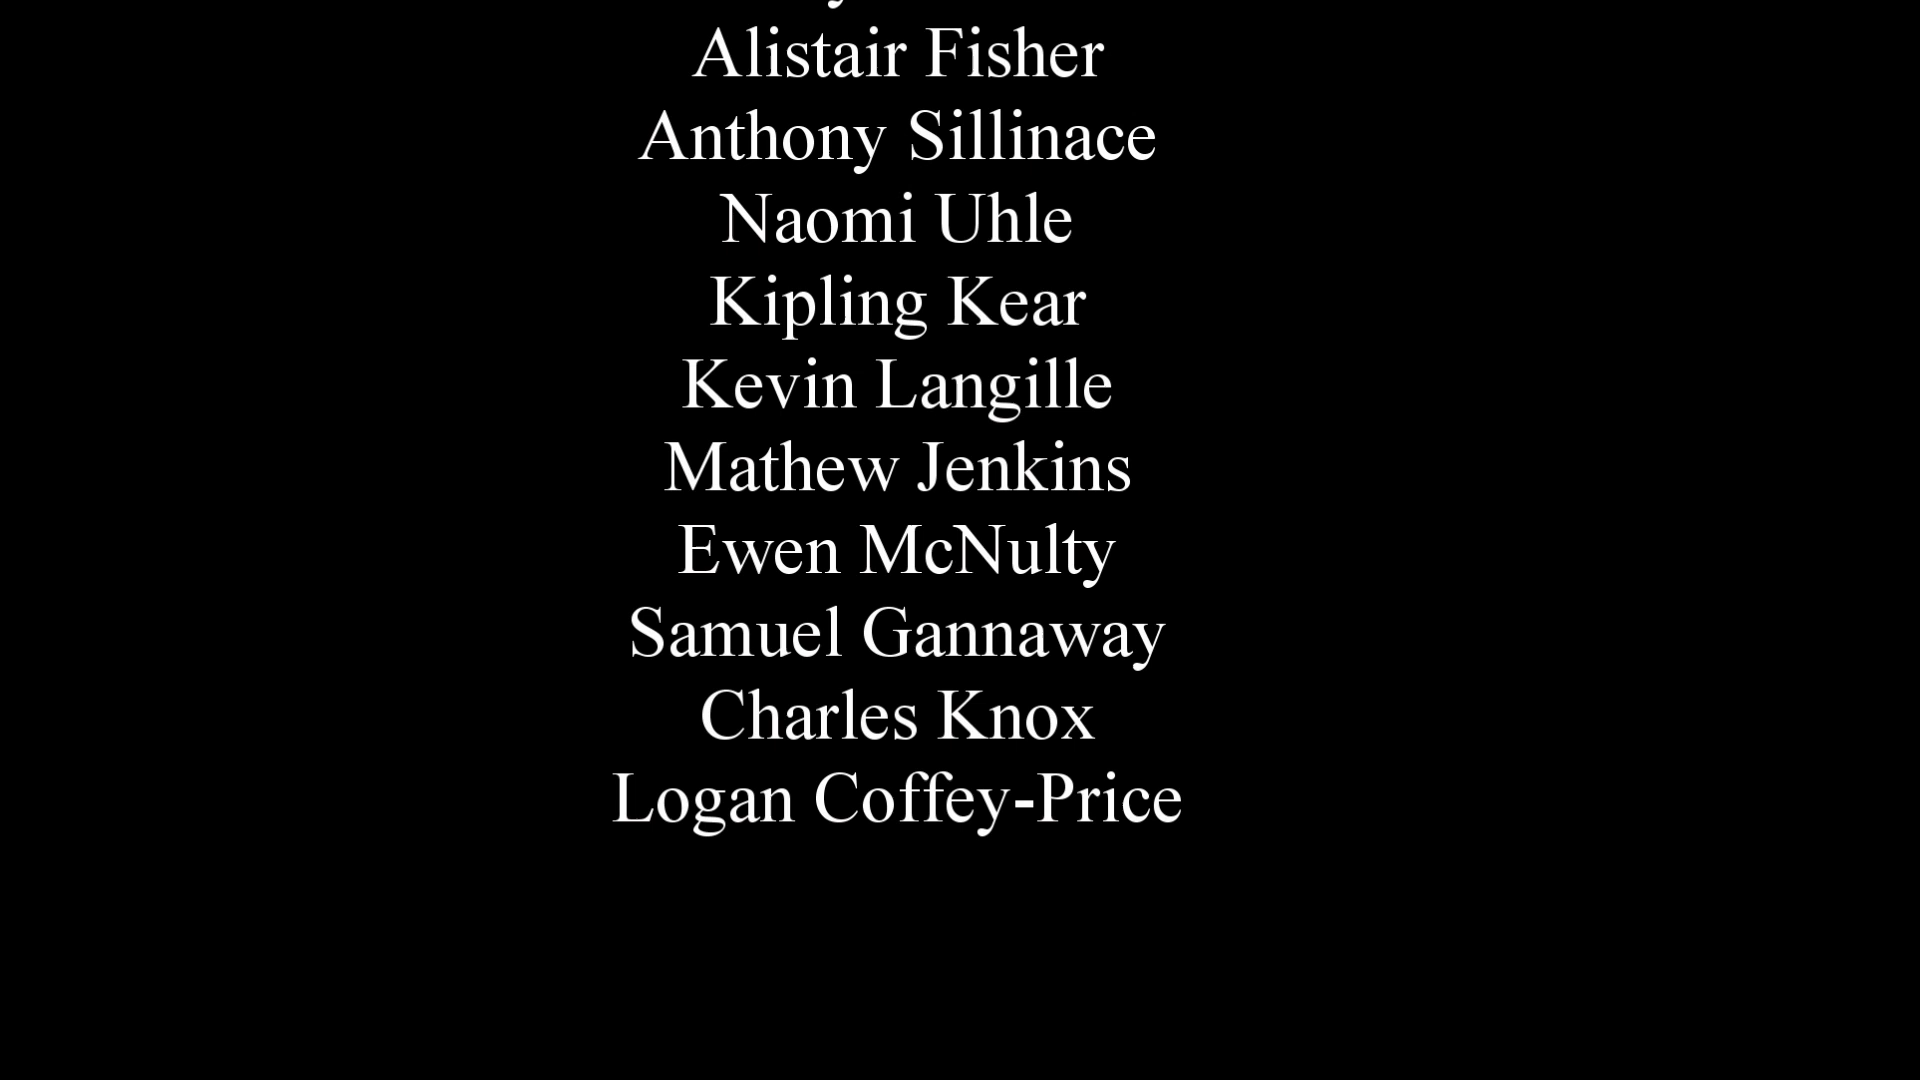 Alistair Fisher
Anthony Sillinace
Naomi Uhle
Kipling Kear
Kevin Langille
Mathew Jenkins
Ewen McNulty
Samuel Gannaway
Charles Knox
Logan Coffey-Price